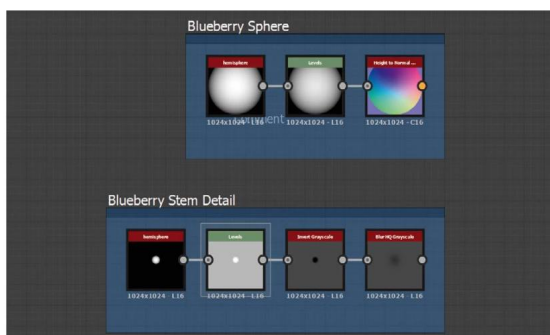 Blueberry Sphere
hemisphere
Levels
Height to Normal ...
1024x1024 - L16
1024x1024 - L16
1024x1024 - C16
Comment
Blueberry Stem Detail
hemisphere
Levels
Invert Grayscale
Blur HQ Grayscale
1024x1024 L16
1024x1024 L16
1024x1024 L16
1024x1024 L16